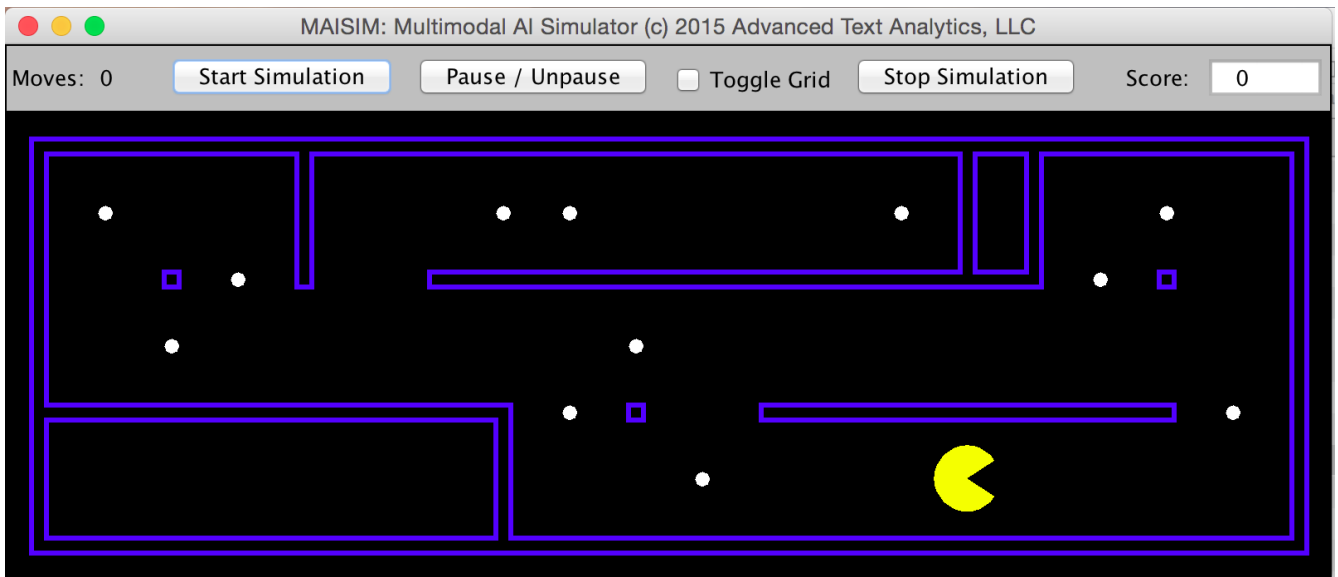 MAISIM: Multimodal AI Simulator (c) 2015 Advanced Text Analytics, LLC
Moves: 0 Start Simulation Pause / Unpause Toggle Grid Stop Simulation Score: 0